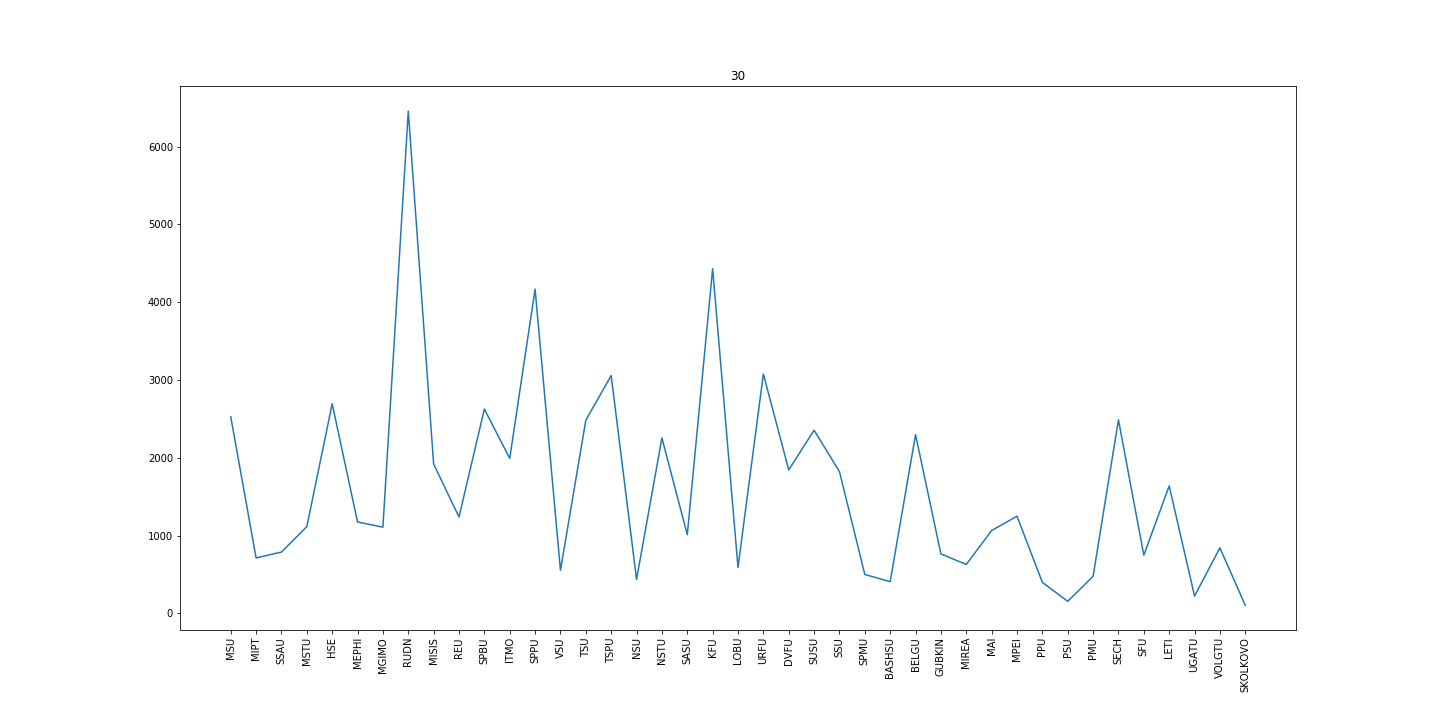 30
6000
5000
4000
3000
2000
1000
0
MSU
MIPT
SSAU
MSTU
HSE
MEPHI
MGIMO
RUDN
MISIS
REU
SPBU
ITMO
SPPU
VSU
TSU
TSPU
NSU
NSTU
SASU
KFU
LOBU
URFU
DVFU
SUSU
SSU
SPMU
BASHSU
BELGU
GUBKIN
MIREA
MAI
MPEI
PPU
PSU
PMU
SECH
SFU
LETI
UGATU
VOLGTU
SKOLKOVO